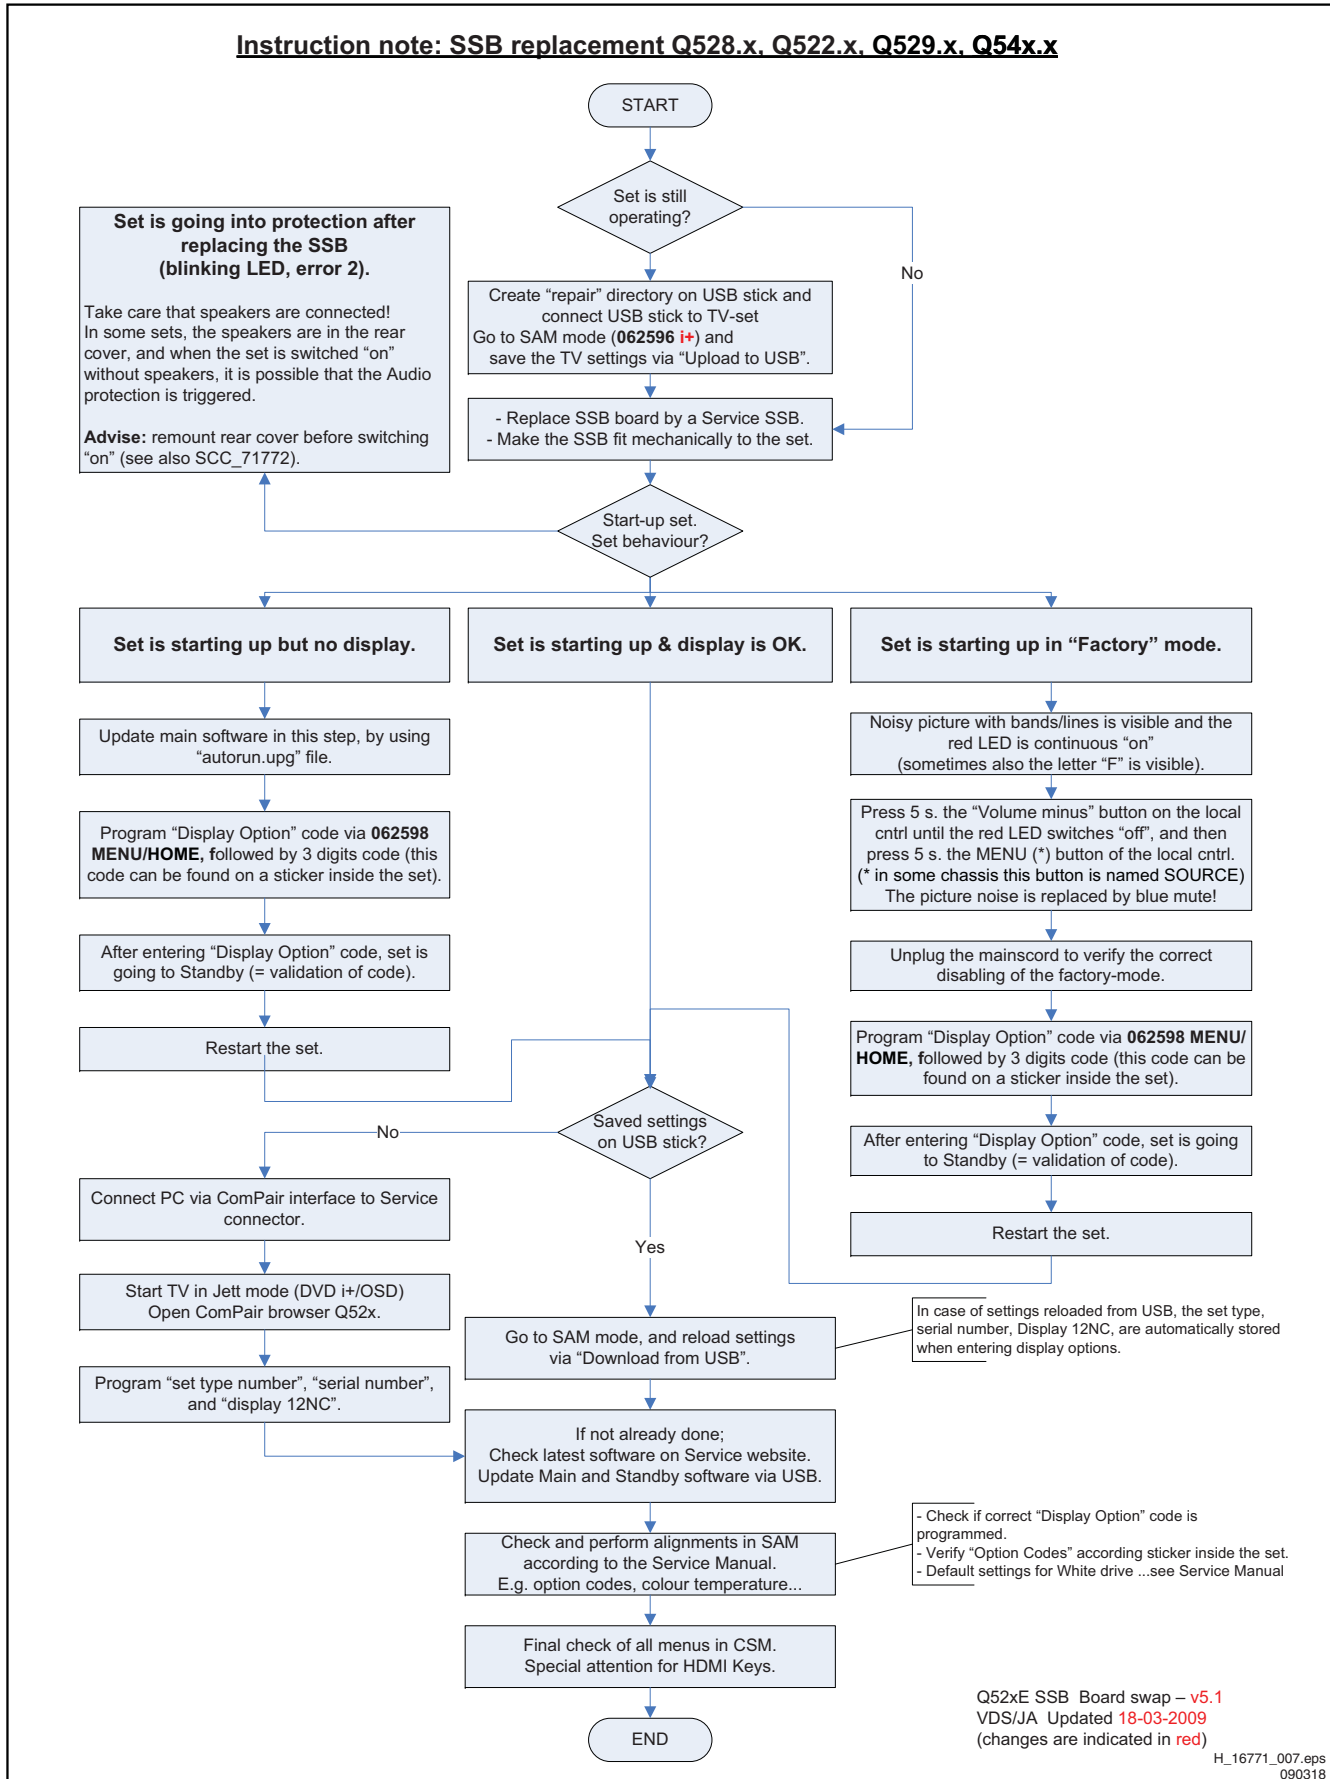 Instruction note: SSB replacement Q528.x, Q522.x, Q529.x, Q54x.x
START
Set is still
operating?
No
Set is going into protection after
replacing the SSB
(blinking LED, error 2).
Take care that speakers are connected!
In some sets, the speakers are in the rear
cover, and when the set is switched “on”
without speakers, it is possible that the Audio
protection is triggered.
Advise: remount rear cover before switching
“on” (see also SCC_71772).
Create “repair” directory on USB stick and
connect USB stick to TV-set
Go to SAM mode (062596 i+) and
save the TV settings via “Upload to USB”.
- Replace SSB board by a Service SSB.
- Make the SSB fit mechanically to the set.
Start-up set.
Set behaviour?
Set is starting up but no display.
Set is starting up & display is OK.
Set is starting up in “Factory” mode.
Update main software in this step, by using
“autorun.upg” file.
Program “Display Option” code via 062598
MENU/HOME, followed by 3 digits code (this
code can be found on a sticker inside the set).
After entering “Display Option” code, set is
going to Standby (= validation of code).
Restart the set.
Noisy picture with bands/lines is visible and the
red LED is continuous “on”
(sometimes also the letter “F” is visible).
Press 5 s. the “Volume minus” button on the local
cntrl until the red LED switches “off”, and then
press 5 s. the MENU (*) button of the local cntrl.
(* in some chassis this button is named SOURCE)
The picture noise is replaced by blue mute!
Unplug the mainscord to verify the correct
disabling of the factory-mode.
Program “Display Option” code via 062598 MENU/
HOME, followed by 3 digits code (this code can be
found on a sticker inside the set).
After entering “Display Option” code, set is going
to Standby (= validation of code).
Restart the set.
Saved settings
on USB stick?
No
Yes
Connect PC via ComPair interface to Service
connector.
Start TV in Jett mode (DVD i+/OSD)
Open ComPair browser Q52x.
Program “set type number”, “serial number”,
and “display 12NC”.
Go to SAM mode, and reload settings
via “Download from USB”.
In case of settings reloaded from USB, the set type,
serial number, Display 12NC, are automatically stored
when entering display options.
If not already done;
Check latest software on Service website.
Update Main and Standby software via USB.
Check and perform alignments in SAM
according to the Service Manual.
E.g. option codes, colour temperature...
- Check if correct “Display Option” code is
programmed.
- Verify “Option Codes” according sticker inside the set.
- Default settings for White drive ...see Service Manual
Final check of all menus in CSM.
Special attention for HDMI Keys.
END
Q52xE SSB Board swap – v5.1
VDS/JA Updated 18-03-2009
(changes are indicated in red)
H_16771_007.eps
090318